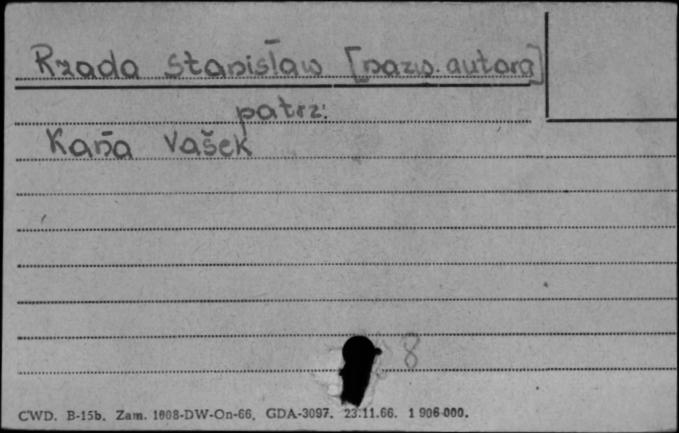 Rzada Stanisław [nazw. autora]
patrz:
Kaňa Vašek
8
CWD. B-15b. Zam. 1008-DW-On-66. GDA-3097. 23.11.66. 1 906 000.